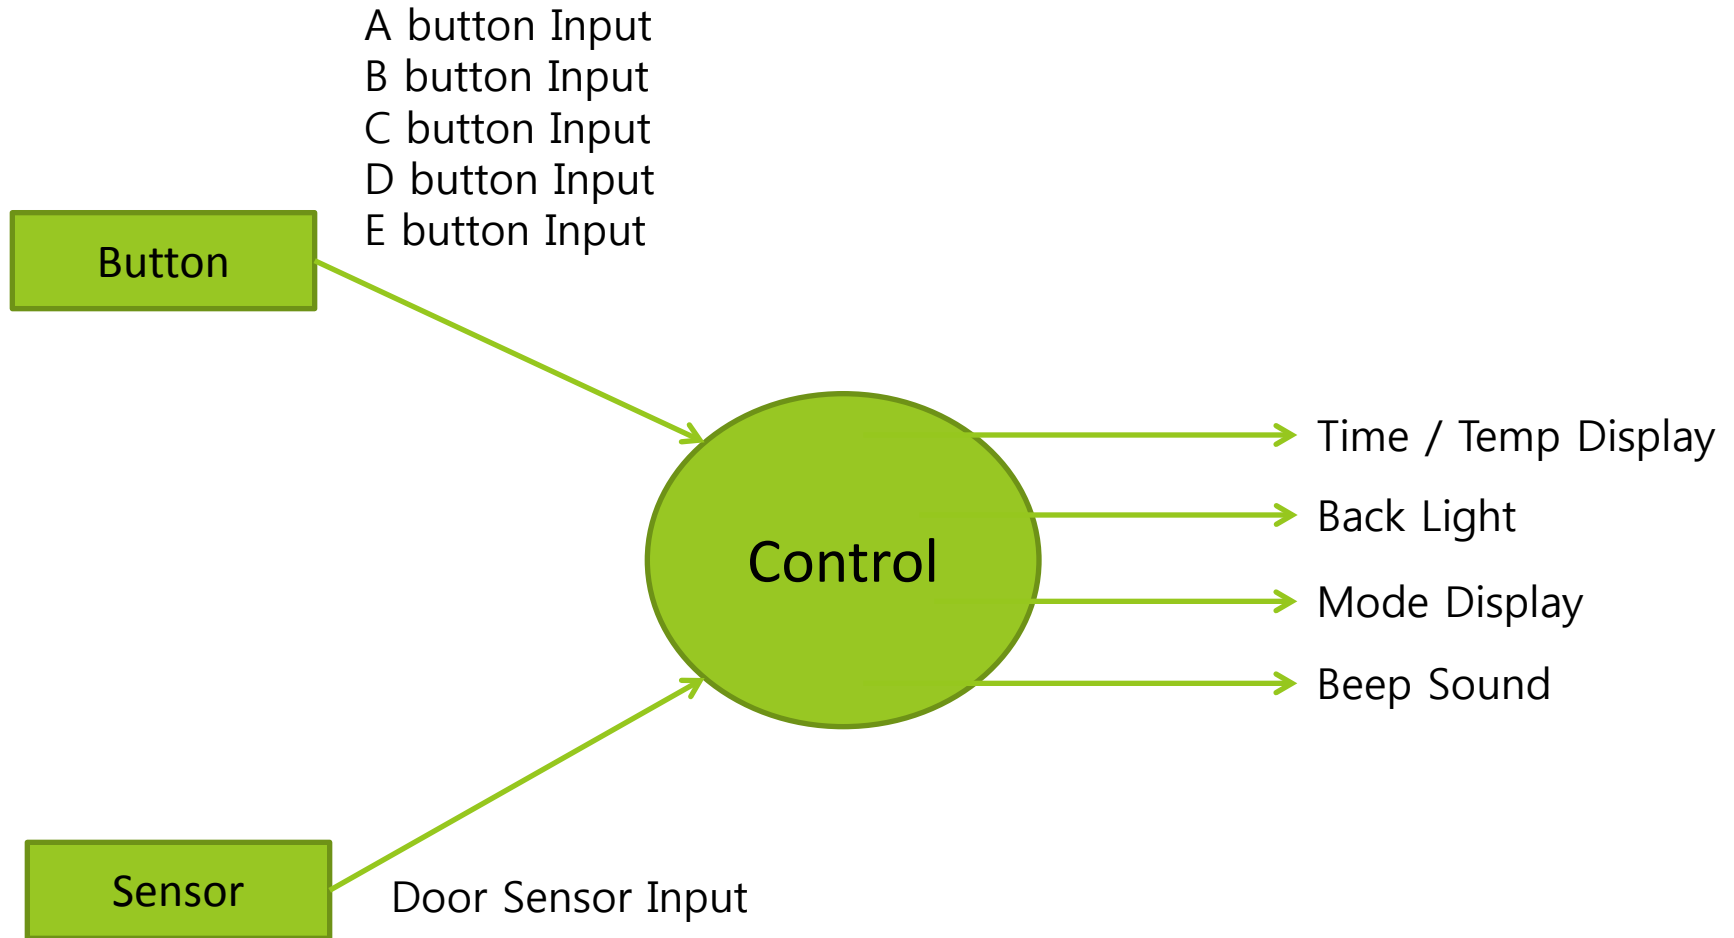 A button Input
B button Input
C button Input
D button Input
E button Input
Button
Control
Time / Temp Display
Back Light
Mode Display
Beep Sound
Sensor
Door Sensor Input